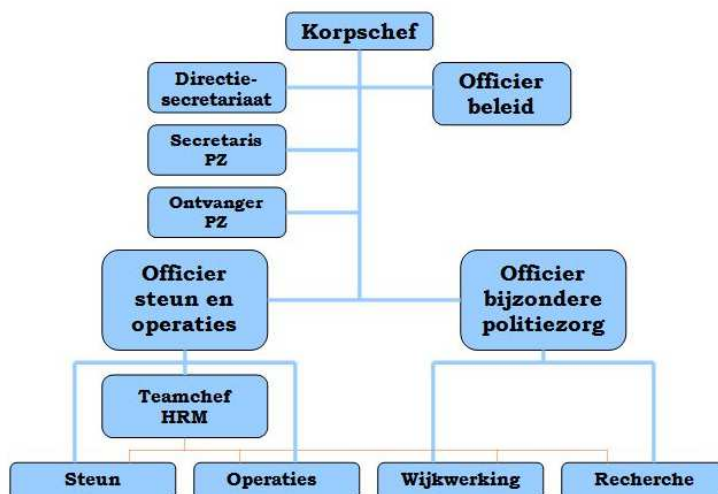 Korpschef
Directie-
secretariaat
Officier
beleid
Secretaris
PZ
Ontvanger
PZ
Officier
steun en
operaties
Officier
bijzondere
politiezorg
Teamchef
HRM
Steun
Operaties
Wijkwerking
Recherche